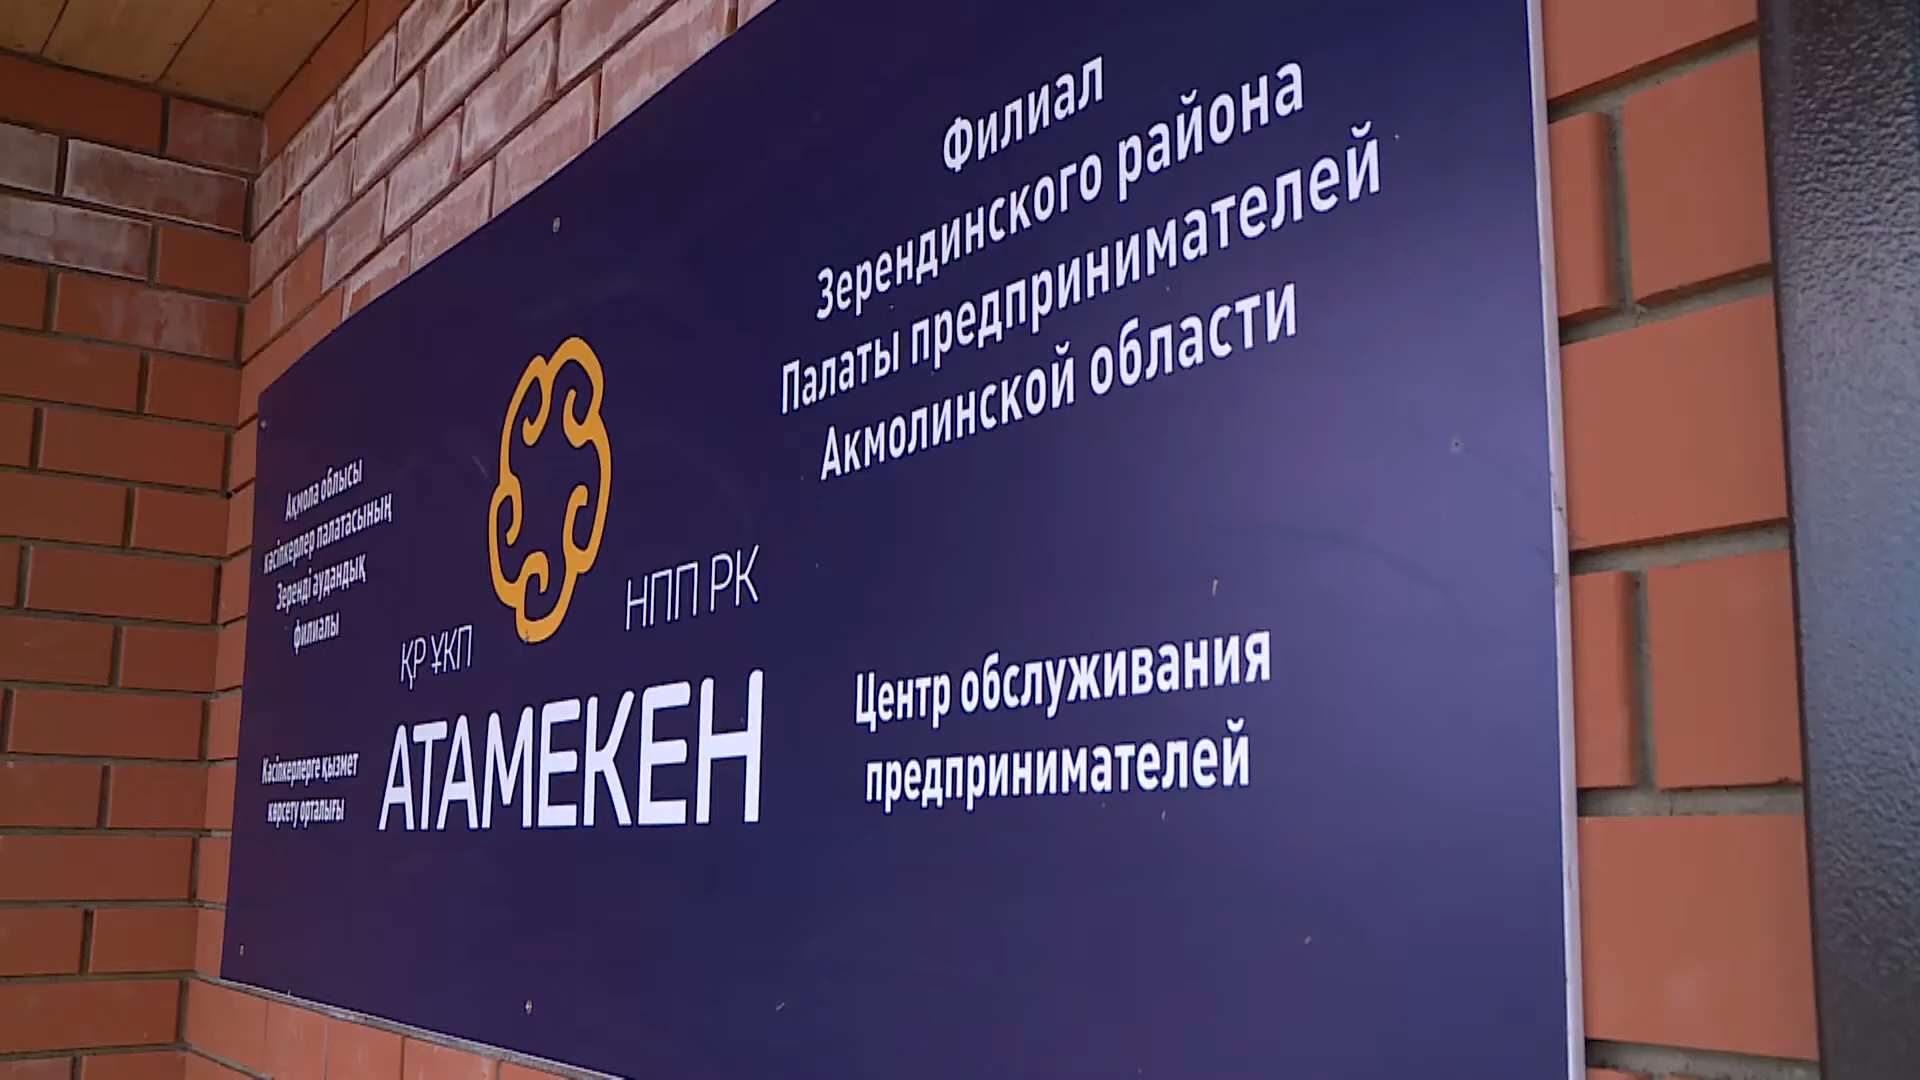 Ақмола облысы
кәсіпкерлер палатасының
Зеренді аудандық
филиалы
Кәсіпкерлерге қызмет
көрсету орталығы
ҚР ҰКП
НПП РК
АТАМЕКЕН
Филиал
Зерендинского района
Палаты предпринимателей
Акмолинской области
Центр обслуживания
предпринимателей